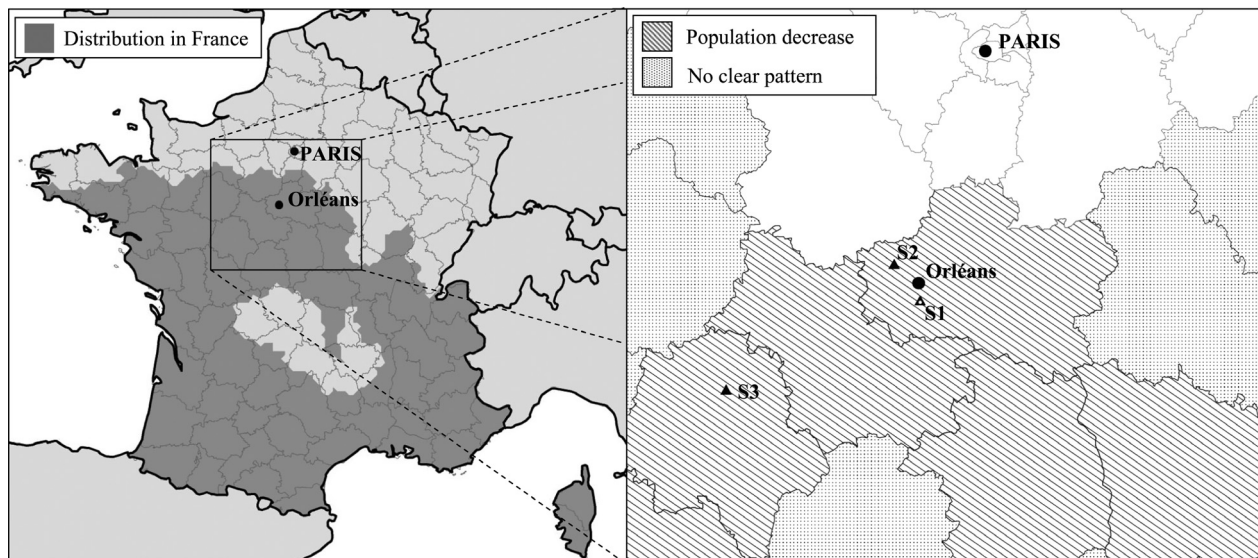 Distribution in France
PARIS
Orléans
Population decrease
No clear pattern
PARIS
S2
Orléans
S1
S3